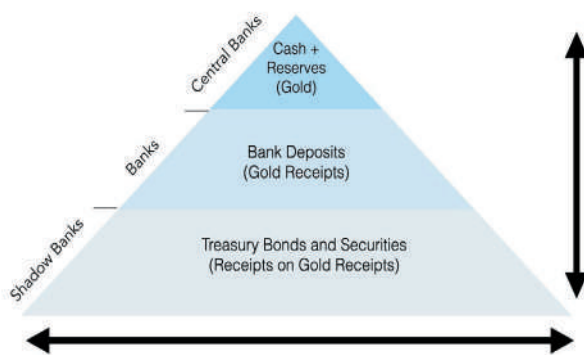 Central Banks
Cash +
Reserves
(Gold)
Banks
Bank Deposits
(Gold Receipts)
Shadow Banks
Treasury Bonds and Securities
(Receipts on Gold Receipts)